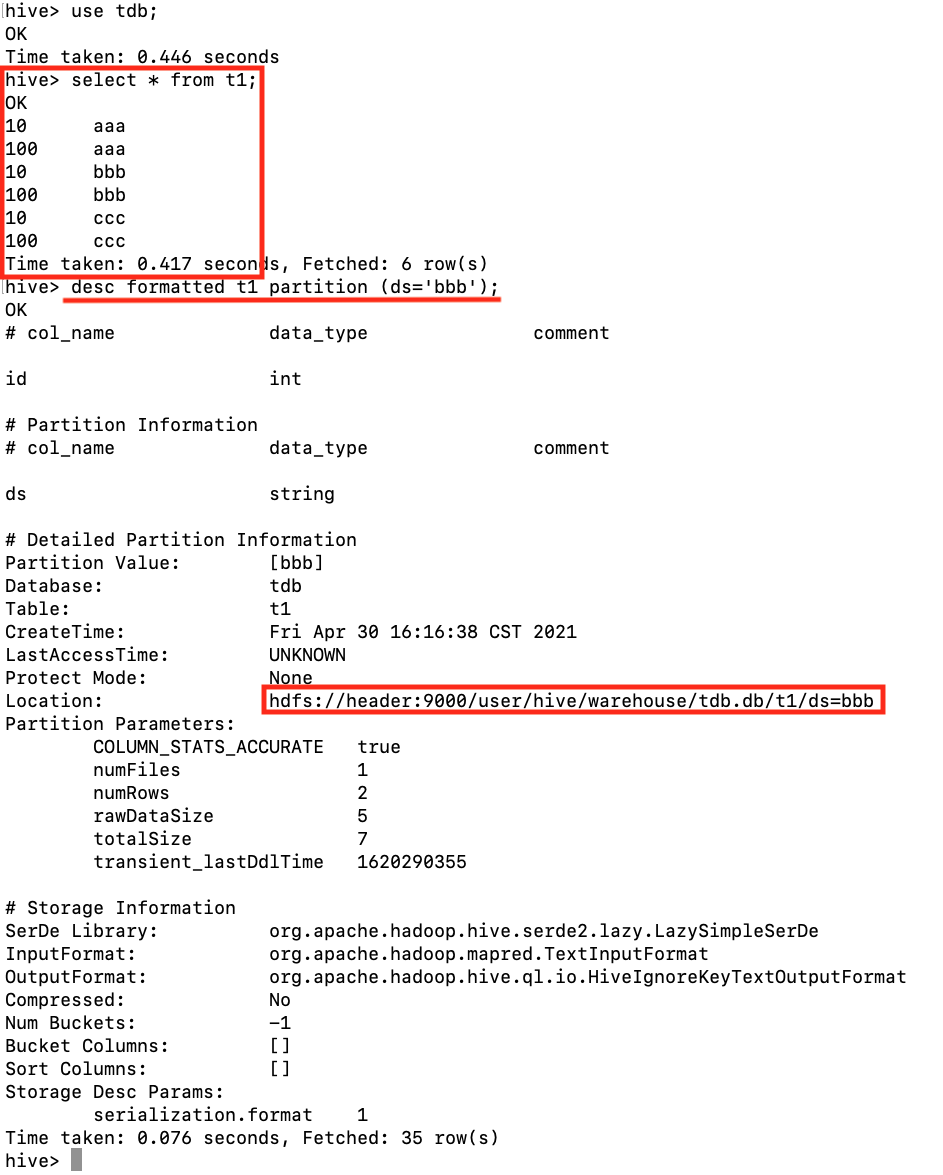 hive> use tdb;
OK
Time taken: 0.446 seconds
hive> select * from t1;
OK
10      aaa
100     aaa
10      bbb
100     bbb
10      ccc
100     ccc
Time taken: 0.417 seconds, Fetched: 6 row(s)
hive> desc formatted t1 partition (ds='bbb');
OK
# col_name              data_type               comment
id                      int
# Partition Information
# col_name              data_type               comment
ds                      string
# Detailed Partition Information
Partition Value:        [bbb]
Database:               tdb
Table:                  t1
CreateTime:             Fri Apr 30 16:16:38 CST 2021
LastAccessTime:         UNKNOWN
Protect Mode:           None
Location:               hdfs://header:9000/user/hive/warehouse/tdb.db/t1/ds=bbb
Partition Parameters:
        COLUMN_STATS_ACCURATE   true
        numFiles                1
        numRows                 2
        rawDataSize             5
        totalSize               7
        transient_lastDdlTime   1620290355
# Storage Information
SerDe Library:          org.apache.hadoop.hive.serde2.lazy.LazySimpleSerDe
InputFormat:            org.apache.hadoop.mapred.TextInputFormat
OutputFormat:           org.apache.hadoop.hive.ql.io.HiveIgnoreKeyTextOutputFormat
Compressed:             No
Num Buckets:            -1
Bucket Columns:         []
Sort Columns:           []
Storage Desc Params:
        serialization.format    1
Time taken: 0.076 seconds, Fetched: 35 row(s)
hive>